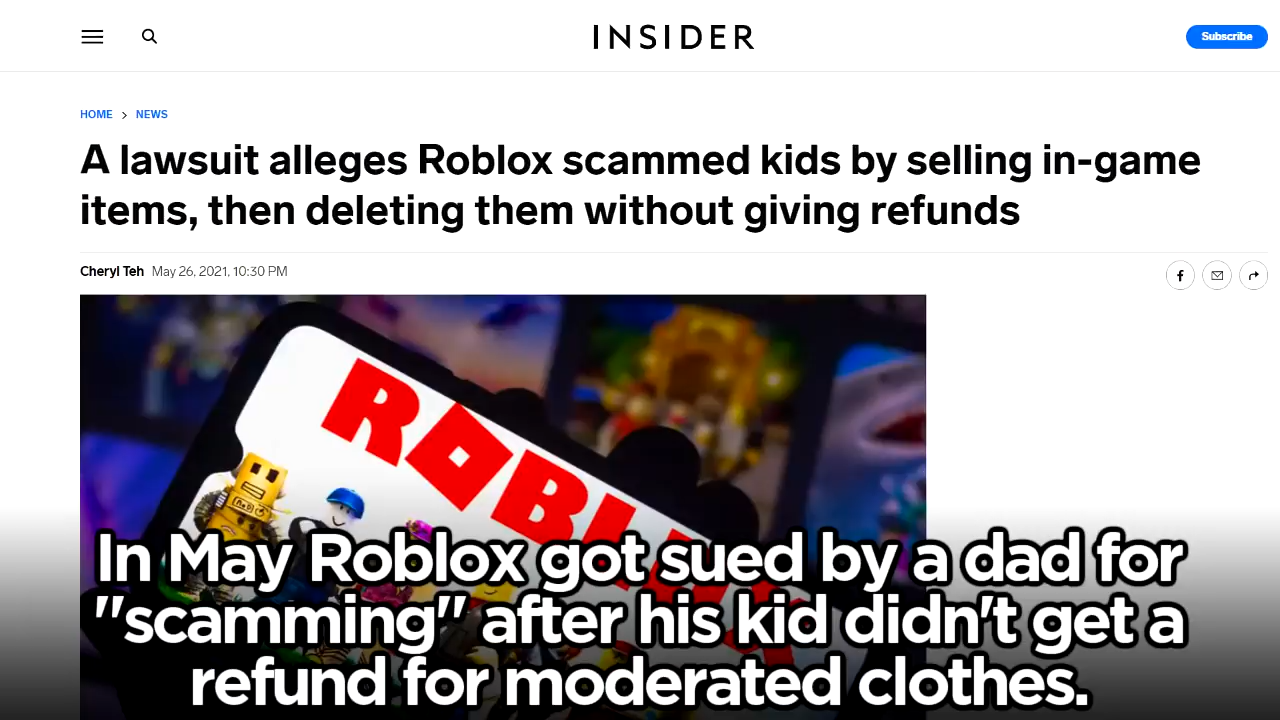 INSIDER
Subscribe
HOME > NEWS
A lawsuit alleges Roblox scammed kids by selling in-game
items, then deleting them without giving refunds
Cheryl Teh May 26, 2021, 10:30 PM
ROBLOX
In May Roblox got sued by a dad for
"scamming" after his kid didn't get a
refund for moderated clothes.